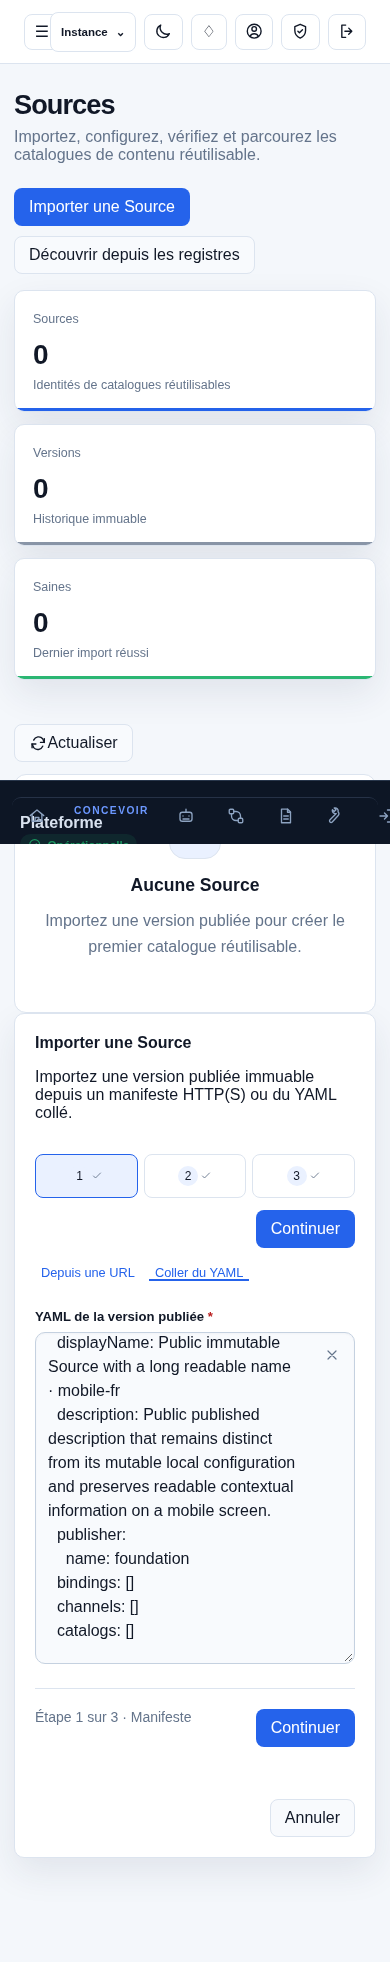 Instance
Sources
Importez, configurez, vérifiez et parcourez les
catalogues de contenu réutilisable.
Importer une Source
Découvrir depuis les registres
Sources
0
Identités de catalogues réutilisables
Versions
0
Historique immuable
Saines
0
Dernier import réussi
Actualiser
CONCEVOIR
Plateforme
Opérationnelle
Aucune Source
Importez une version publiée pour créer le
premier catalogue réutilisable.
Importer une Source
Importez une version publiée immuable
depuis un manifeste HTTP(S) ou du YAML
collé.
1
2
3
Continuer
Depuis une URL Coller du YAML
YAML de la version publiée *
displayName: Public immutable
Source with a long readable name
· mobile-fr
description: Public published
description that remains distinct
from its mutable local configuration
and preserves readable contextual
information on a mobile screen.
publisher:
name: foundation
bindings: []
channels: []
catalogs: []
Étape 1 sur 3 · Manifeste
Continuer
Annuler